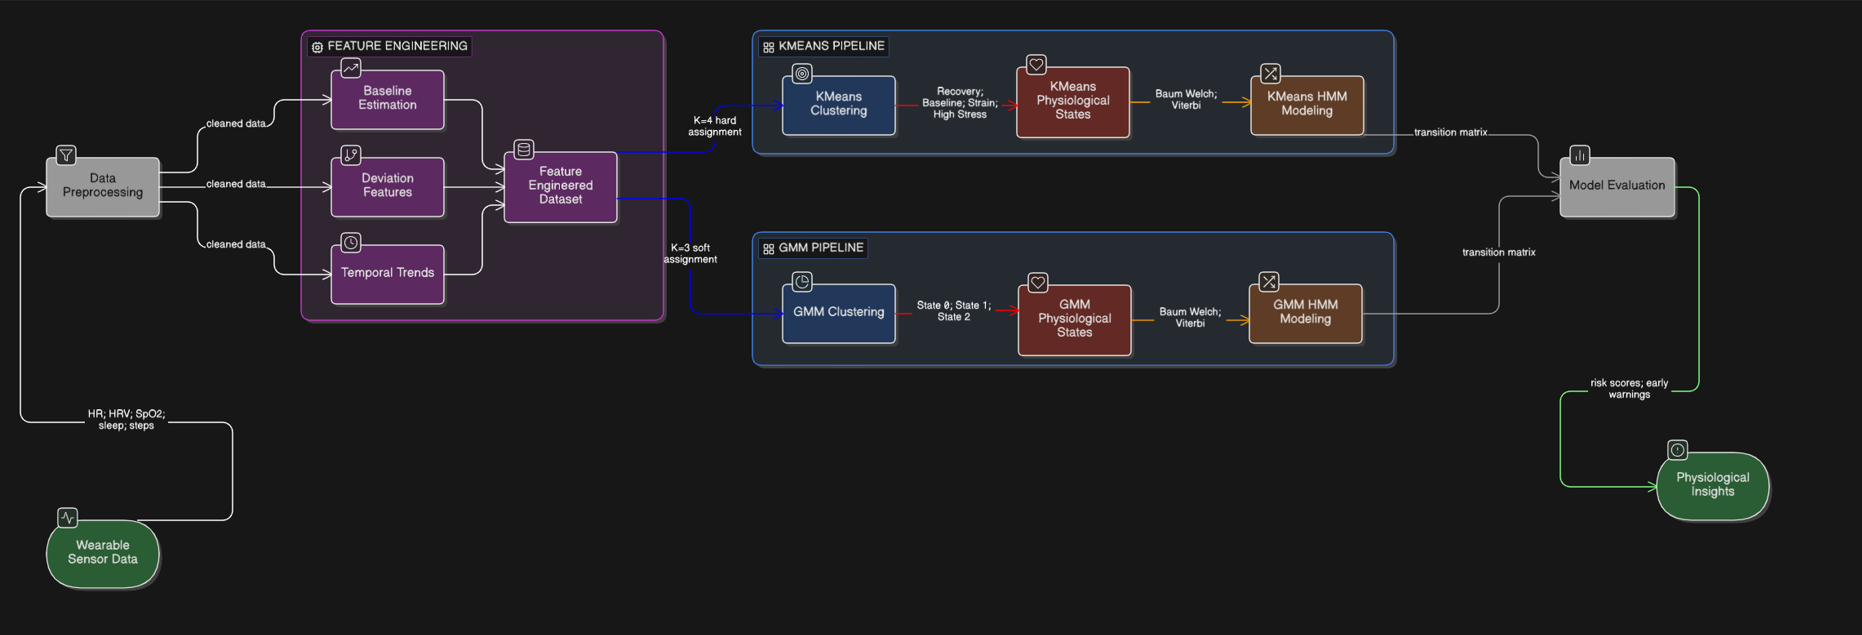 FEATURE ENGINEERING
Baseline
Estimation
Deviation
Features
Temporal Trends
Feature
Engineered
Dataset
cleaned data
cleaned data
cleaned data
Data
Preprocessing
HR; HRV; SpO2;
sleep; steps
Wearable
Sensor Data
K=4 hard
assignment
K=3 soft
assignment
KMEANS PIPELINE
KMeans
Clustering
Recovery;
Baseline; Strain;
High Stress
KMeans
Physiological
States
Baum Welch;
Viterbi
KMeans HMM
Modeling
transition matrix
GMM PIPELINE
GMM Clustering
State 0; State 1;
State 2
GMM
Physiological
States
Baum Welch;
Viterbi
GMM HMM
Modeling
transition matrix
Model Evaluation
risk scores; early
warnings
Physiological
Insights